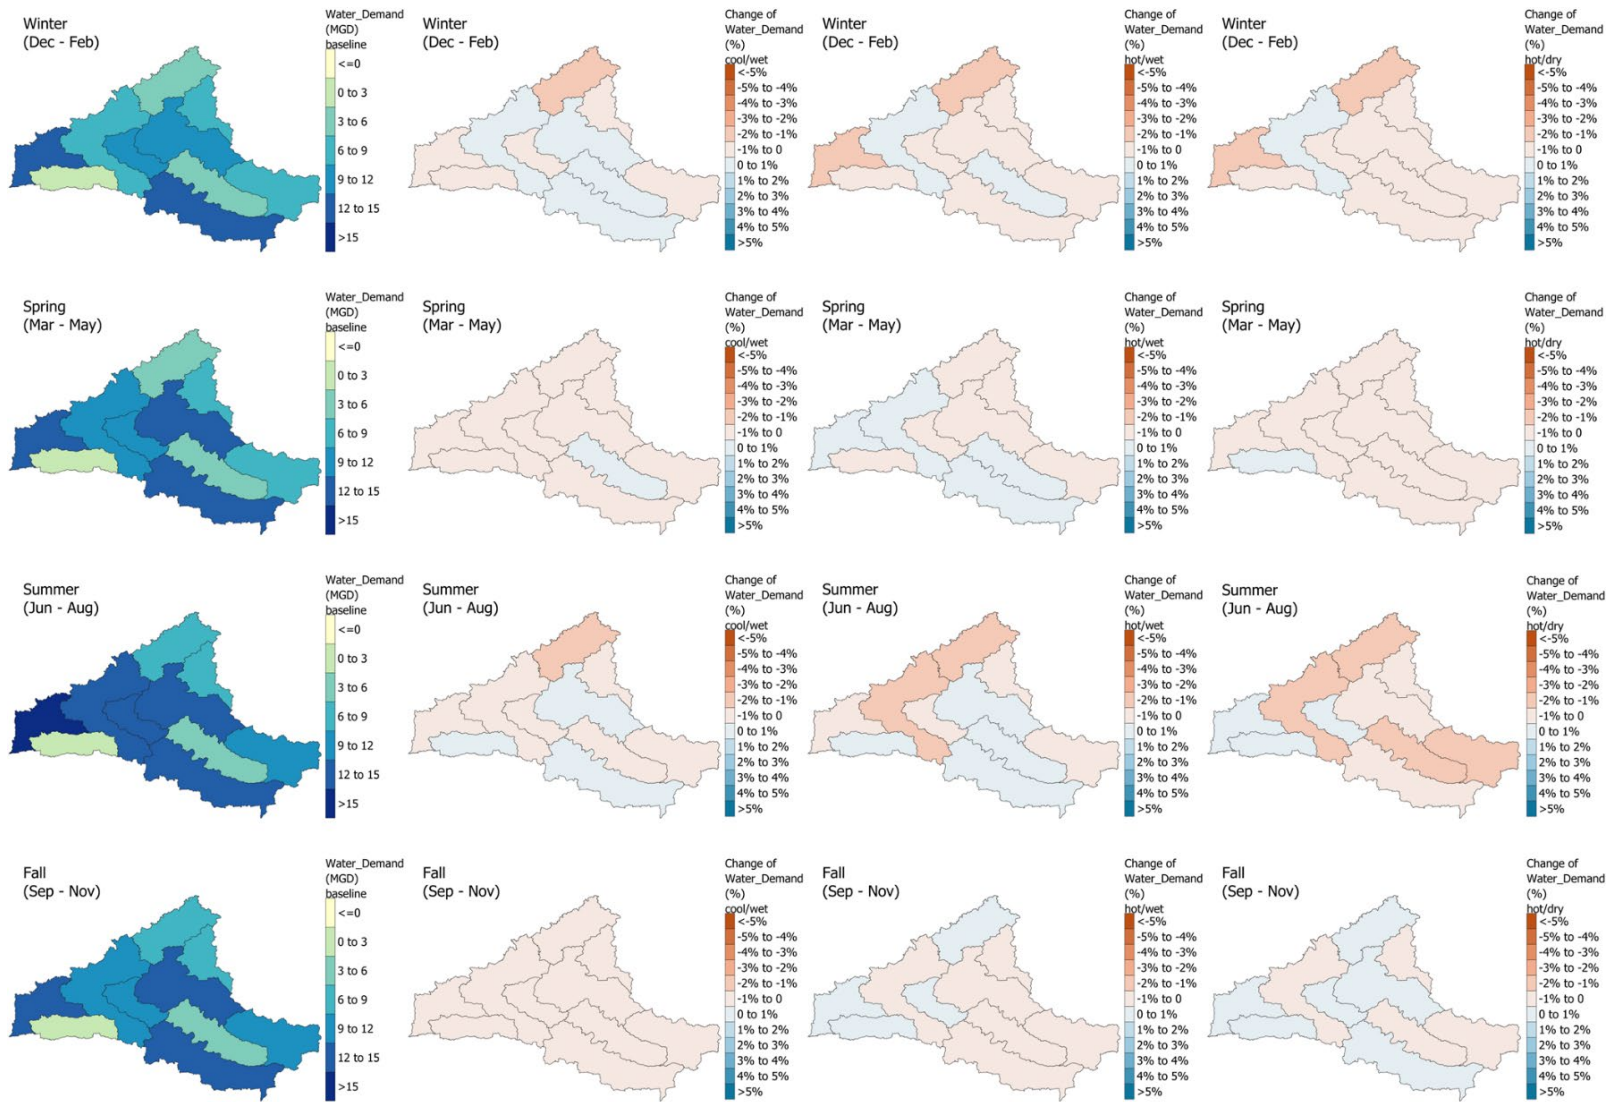 Winter
(Dec - Feb)
Water_Demand
(MGD)
baseline
<=0
0 to 3
3 to 6
6 to 9
9 to 12
12 to 15
>15
Winter
(Dec - Feb)
Change of
Water_Demand
(%)
cool/wet
<-5%
-5% to -4%
-4% to -3%
-3% to -2%
-2% to -1%
-1% to 0
0 to 1%
1% to 2%
2% to 3%
3% to 4%
4% to 5%
>5%
Winter
(Dec - Feb)
Change of
Water_Demand
(%)
hot/wet
<-5%
-5% to -4%
-4% to -3%
-3% to -2%
-2% to -1%
-1% to 0
0 to 1%
1% to 2%
2% to 3%
3% to 4%
4% to 5%
>5%
Winter
(Dec - Feb)
Change of
Water_Demand
(%)
hot/dry
<-5%
-5% to -4%
-4% to -3%
-3% to -2%
-2% to -1%
-1% to 0
0 to 1%
1% to 2%
2% to 3%
3% to 4%
4% to 5%
>5%
Spring
(Mar - May)
Water_Demand
(MGD)
baseline
<=0
0 to 3
3 to 6
6 to 9
9 to 12
12 to 15
>15
Spring
(Mar - May)
Change of
Water_Demand
(%)
cool/wet
<-5%
-5% to -4%
-4% to -3%
-3% to -2%
-2% to -1%
-1% to 0
0 to 1%
1% to 2%
2% to 3%
3% to 4%
4% to 5%
>5%
Spring
(Mar - May)
Change of
Water_Demand
(%)
hot/wet
<-5%
-5% to -4%
-4% to -3%
-3% to -2%
-2% to -1%
-1% to 0
0 to 1%
1% to 2%
2% to 3%
3% to 4%
4% to 5%
>5%
Spring
(Mar - May)
Change of
Water_Demand
(%)
hot/dry
<-5%
-5% to -4%
-4% to -3%
-3% to -2%
-2% to -1%
-1% to 0
0 to 1%
1% to 2%
2% to 3%
3% to 4%
4% to 5%
>5%
Summer
(Jun - Aug)
Water_Demand
(MGD)
baseline
<=0
0 to 3
3 to 6
6 to 9
9 to 12
12 to 15
>15
Summer
(Jun - Aug)
Change of
Water_Demand
(%)
cool/wet
<-5%
-5% to -4%
-4% to -3%
-3% to -2%
-2% to -1%
-1% to 0
0 to 1%
1% to 2%
2% to 3%
3% to 4%
4% to 5%
>5%
Summer
(Jun - Aug)
Change of
Water_Demand
(%)
hot/wet
<-5%
-5% to -4%
-4% to -3%
-3% to -2%
-2% to -1%
-1% to 0
0 to 1%
1% to 2%
2% to 3%
3% to 4%
4% to 5%
>5%
Summer
(Jun - Aug)
Change of
Water_Demand
(%)
hot/dry
<-5%
-5% to -4%
-4% to -3%
-3% to -2%
-2% to -1%
-1% to 0
0 to 1%
1% to 2%
2% to 3%
3% to 4%
4% to 5%
>5%
Fall
(Sep - Nov)
Water_Demand
(MGD)
baseline
<=0
0 to 3
3 to 6
6 to 9
9 to 12
12 to 15
>15
Fall
(Sep - Nov)
Change of
Water_Demand
(%)
cool/wet
<-5%
-5% to -4%
-4% to -3%
-3% to -2%
-2% to -1%
-1% to 0
0 to 1%
1% to 2%
2% to 3%
3% to 4%
4% to 5%
>5%
Fall
(Sep - Nov)
Change of
Water_Demand
(%)
hot/wet
<-5%
-5% to -4%
-4% to -3%
-3% to -2%
-2% to -1%
-1% to 0
0 to 1%
1% to 2%
2% to 3%
3% to 4%
4% to 5%
>5%
Fall
(Sep - Nov)
Change of
Water_Demand
(%)
hot/dry
<-5%
-5% to -4%
-4% to -3%
-3% to -2%
-2% to -1%
-1% to 0
0 to 1%
1% to 2%
2% to 3%
3% to 4%
4% to 5%
>5%